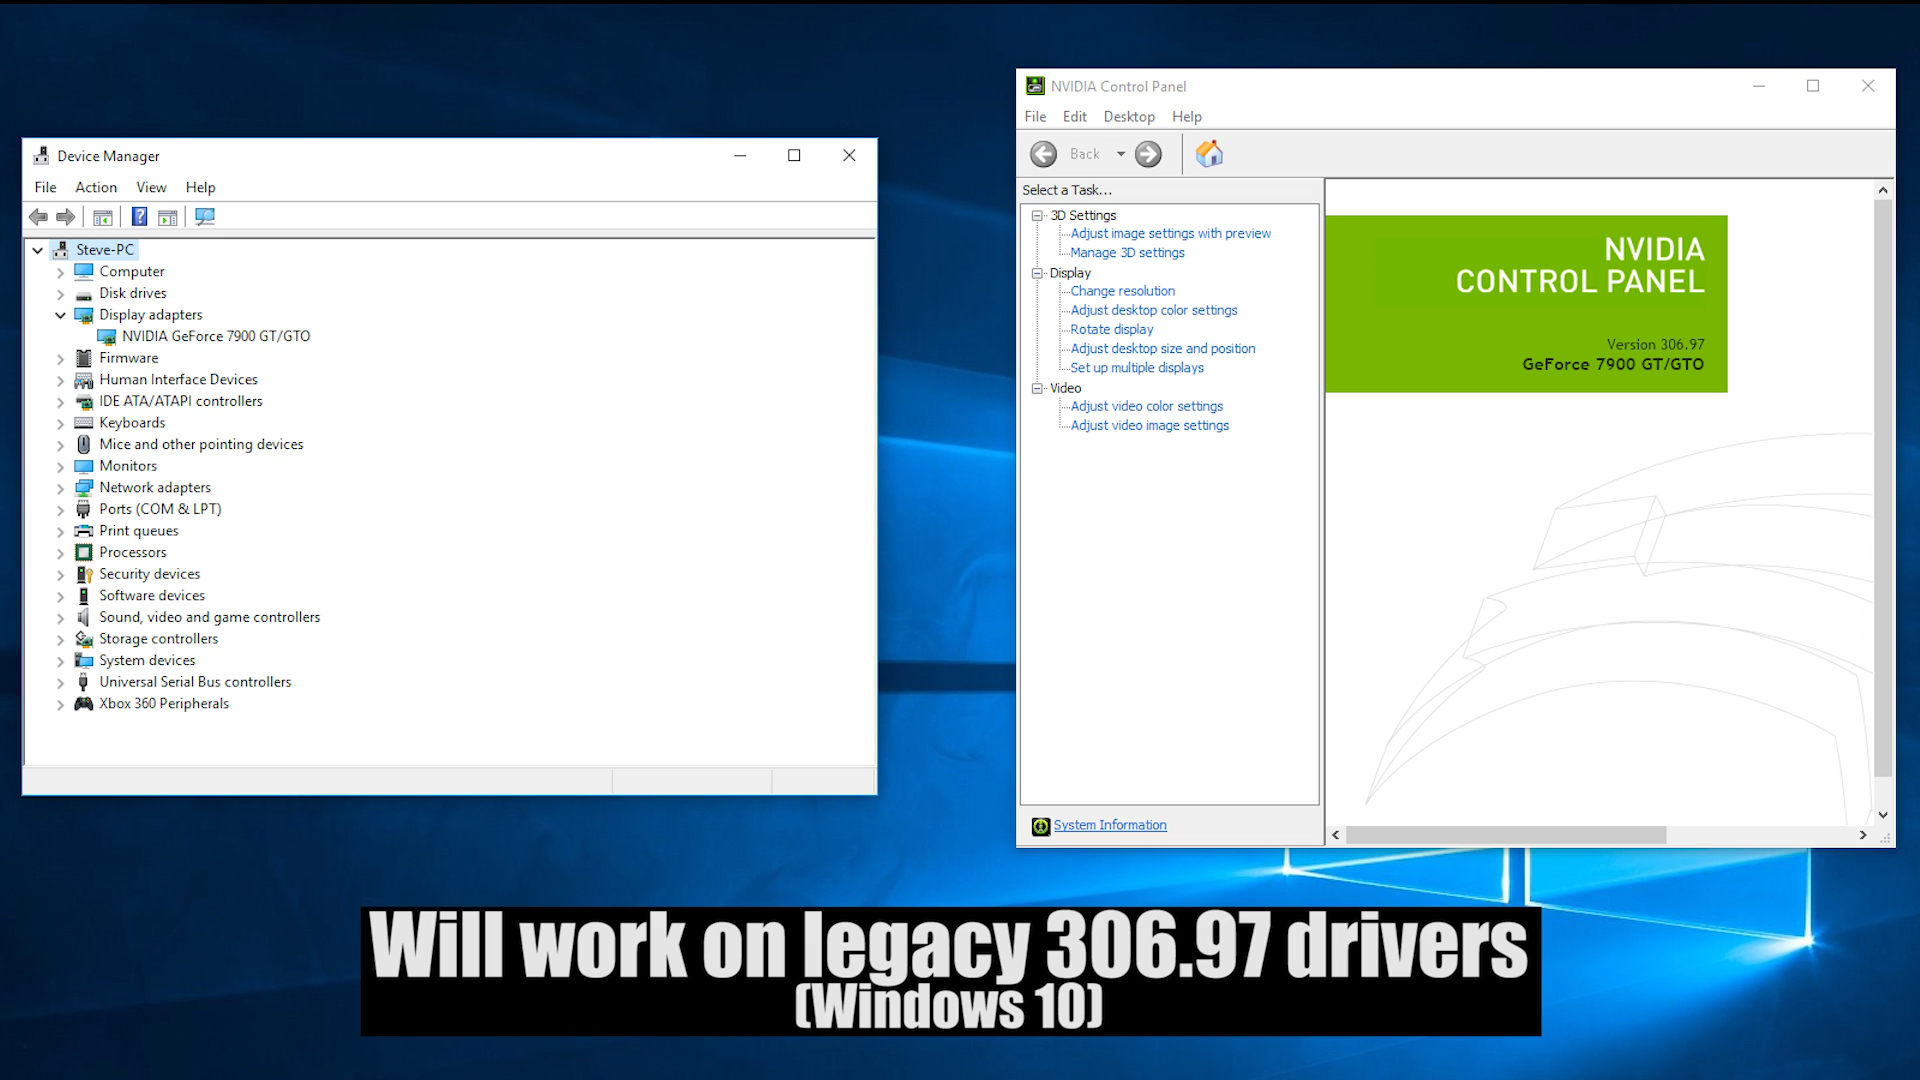 Device Manager
File Action View Help
Steve-PC
Computer
Disk drives
Display adapters
NVIDIA GeForce 7900 GT/GTO
Firmware
Human Interface Devices
IDE ATA/ATAPI controllers
Keyboards
Mice and other pointing devices
Monitors
Network adapters
Ports (COM & LPT)
Print queues
Processors
Security devices
Software devices
Sound, video and game controllers
Storage controllers
System devices
Universal Serial Bus controllers
Xbox 360 Peripherals
NVIDIA Control Panel
File Edit Desktop Help
Back
Select a Task...
3D Settings
Adjust image settings with preview
Manage 3D settings
Display
Change resolution
Adjust desktop color settings
Rotate display
Adjust desktop size and position
Set up multiple displays
Video
Adjust video color settings
Adjust video image settings
System Information
NVIDIA
CONTROL PANEL
Version 306.97
GeForce 7900 GT/GTO
Will work on legacy 306.97 drivers
(Windows 10)